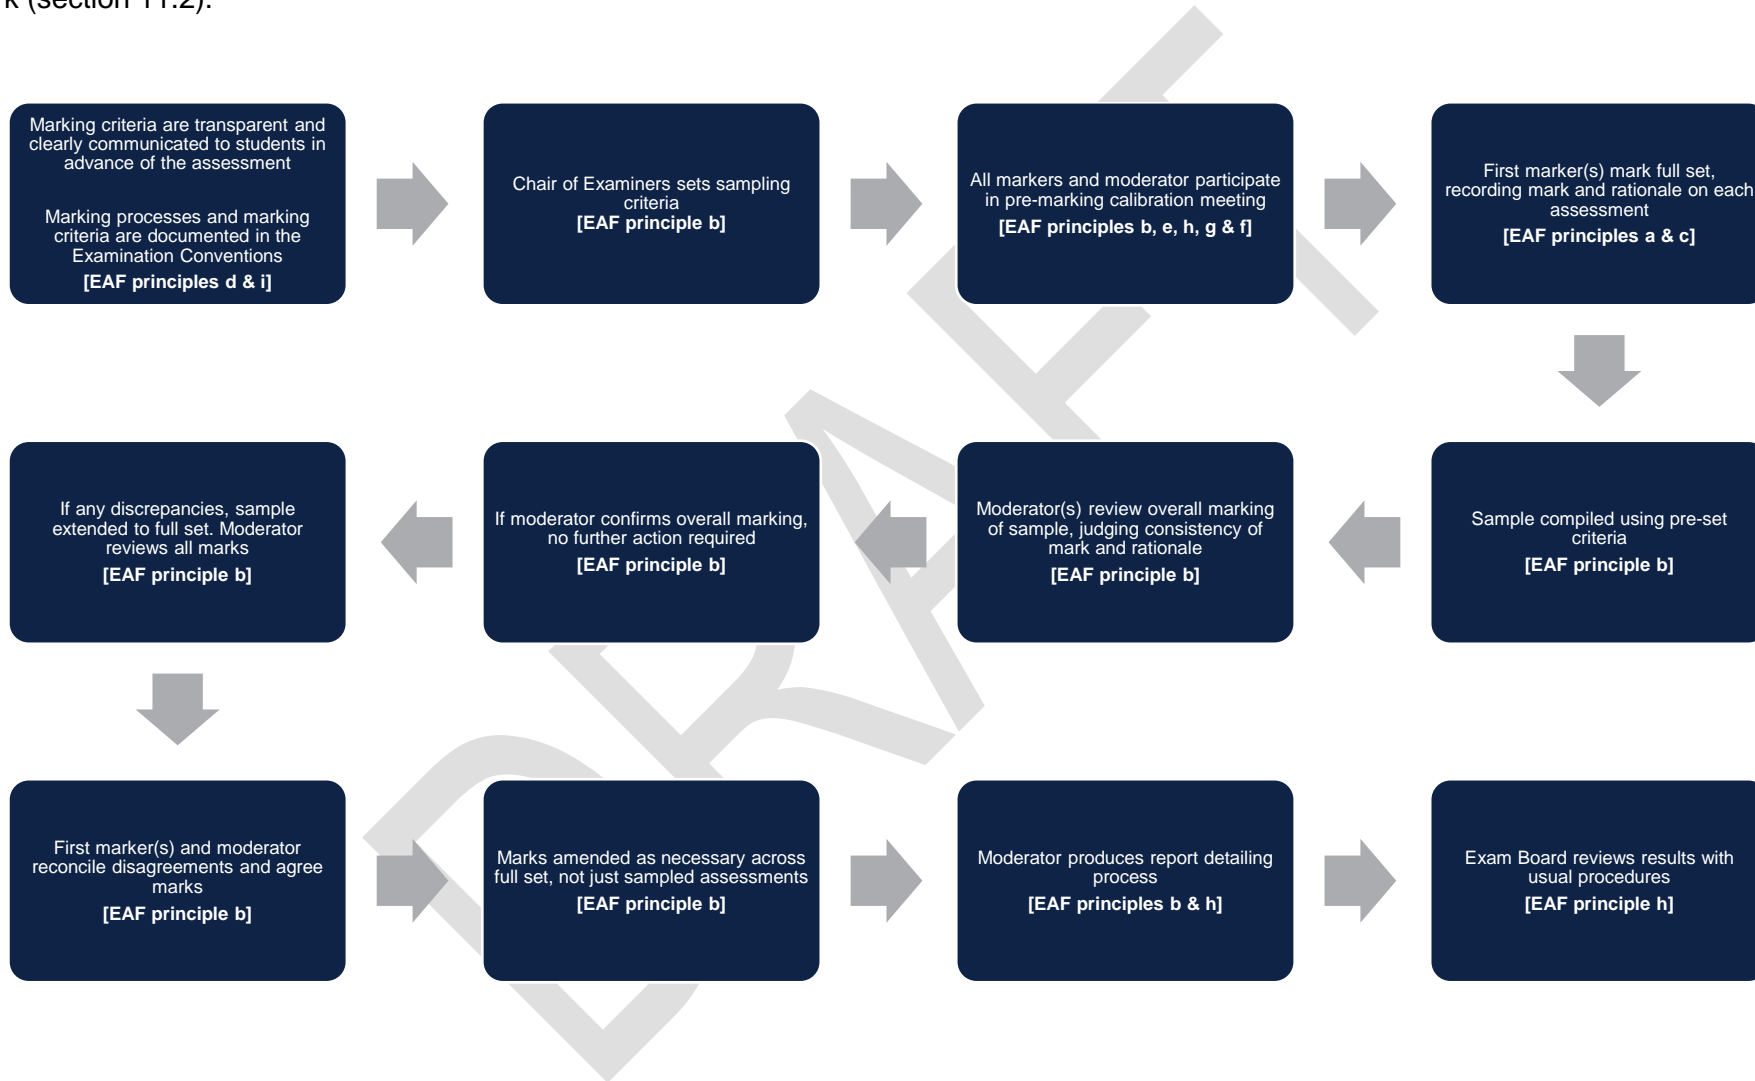 k (section 11.2).
Marking criteria are transparent and
clearly communicated to students in
advance of the assessment
Marking processes and marking
criteria are documented in the
Examination Conventions
[EAF principles d & i]
Chair of Examiners sets sampling
criteria
[EAF principle b]
All markers and moderator participate
in pre-marking calibration meeting
[EAF principles b, e, h, g & f]
First marker(s) mark full set,
recording mark and rationale on each
assessment
[EAF principles a & c]
Sample compiled using pre-set
criteria
[EAF principle b]
Moderator(s) review overall marking
of sample, judging consistency of
mark and rationale
[EAF principle b]
If moderator confirms overall marking,
no further action required
[EAF principle b]
If any discrepancies, sample
extended to full set. Moderator
reviews all marks
[EAF principle b]
First marker(s) and moderator
reconcile disagreements and agree
marks
[EAF principle b]
Marks amended as necessary across
full set, not just sampled assessments
[EAF principle b]
Moderator produces report detailing
process
[EAF principles b & h]
Exam Board reviews results with
usual procedures
[EAF principle h]
DRAFT